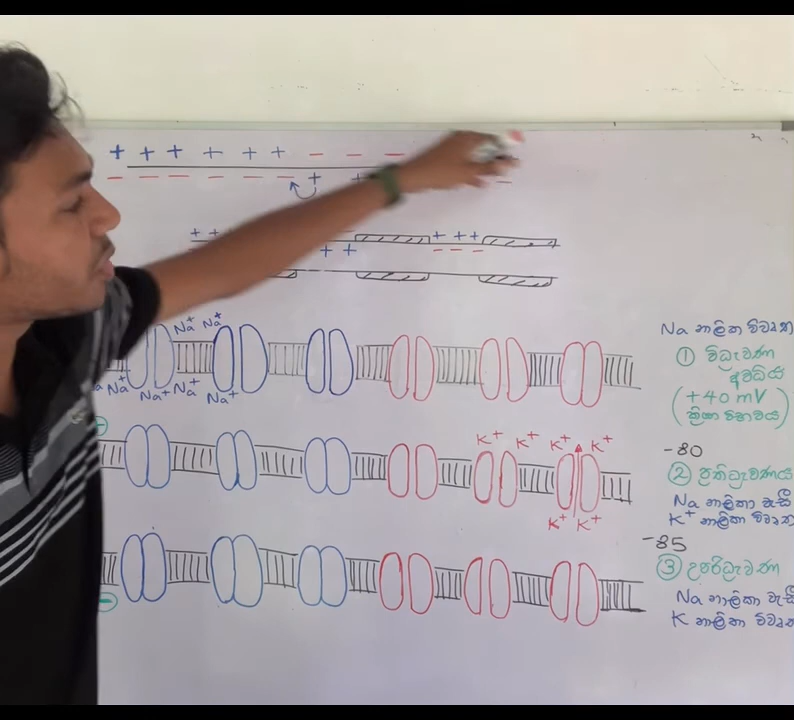 + + + + + + − − −
− − − − − − +
+ +
+ + + +
+ +
− − −
Na⁺ Na⁺
Na⁺ Na⁺ Na⁺ Na⁺
Na නාලිකා විවෘත
① විධ්‍රැවණ
අවධිය
(+40 mV
ක්‍රියා විභවය)
K⁺ K⁺ K⁺ K⁺
K⁺ K⁺
-80
② ප්‍රතිධ්‍රැවණය
Na නාලිකා වැසී
K⁺ නාලිකා විවෘත
-85
③ උපරිධ්‍රැවණ
Na නාලිකා වැසී
K නාලිකා විවෘත